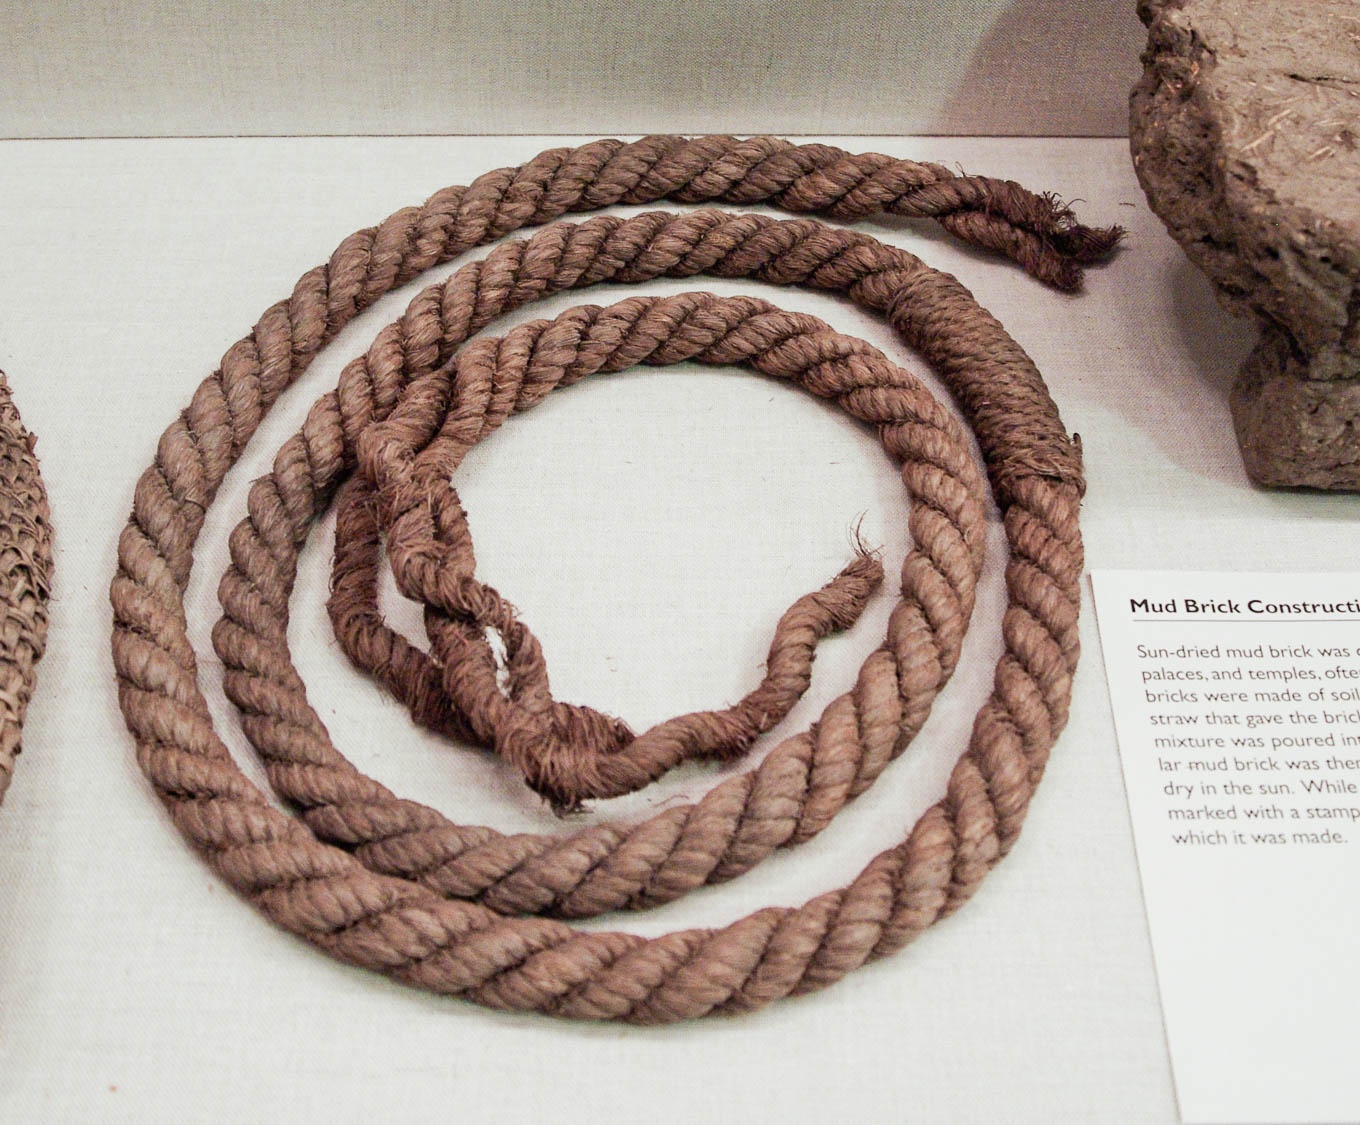 Mud Brick Constructi
Sun-dried mud brick was
palaces, and temples, ofte
bricks were made of soil
straw that gave the brick
mixture was poured in
lar mud brick was ther
dry in the sun. While
marked with a stamp
which it was made.